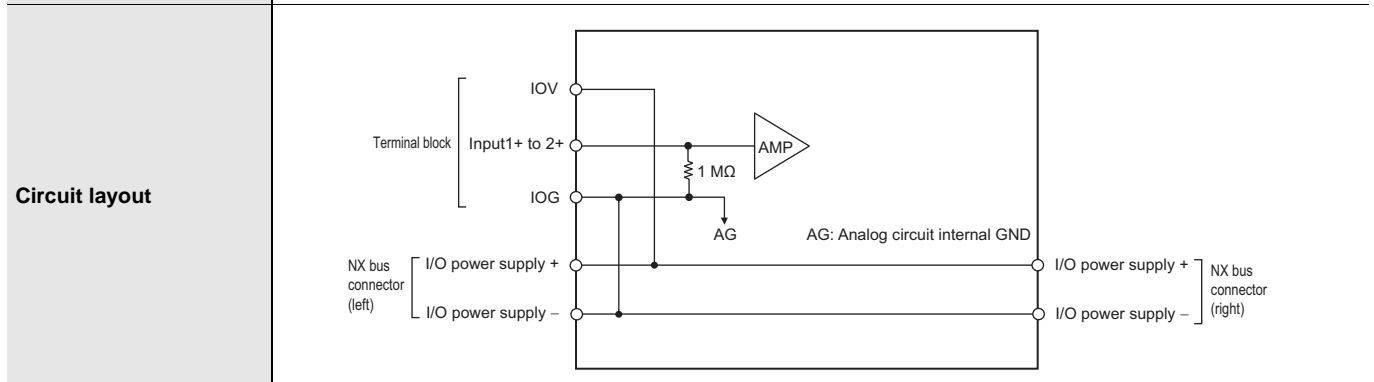 Circuit layout
Terminal block
IOV
Input1+ to 2+
IOG
AMP
1 MΩ
AG
AG: Analog circuit internal GND
NX bus
connector
(left)
I/O power supply +
I/O power supply –
I/O power supply +
I/O power supply –
NX bus
connector
(right)